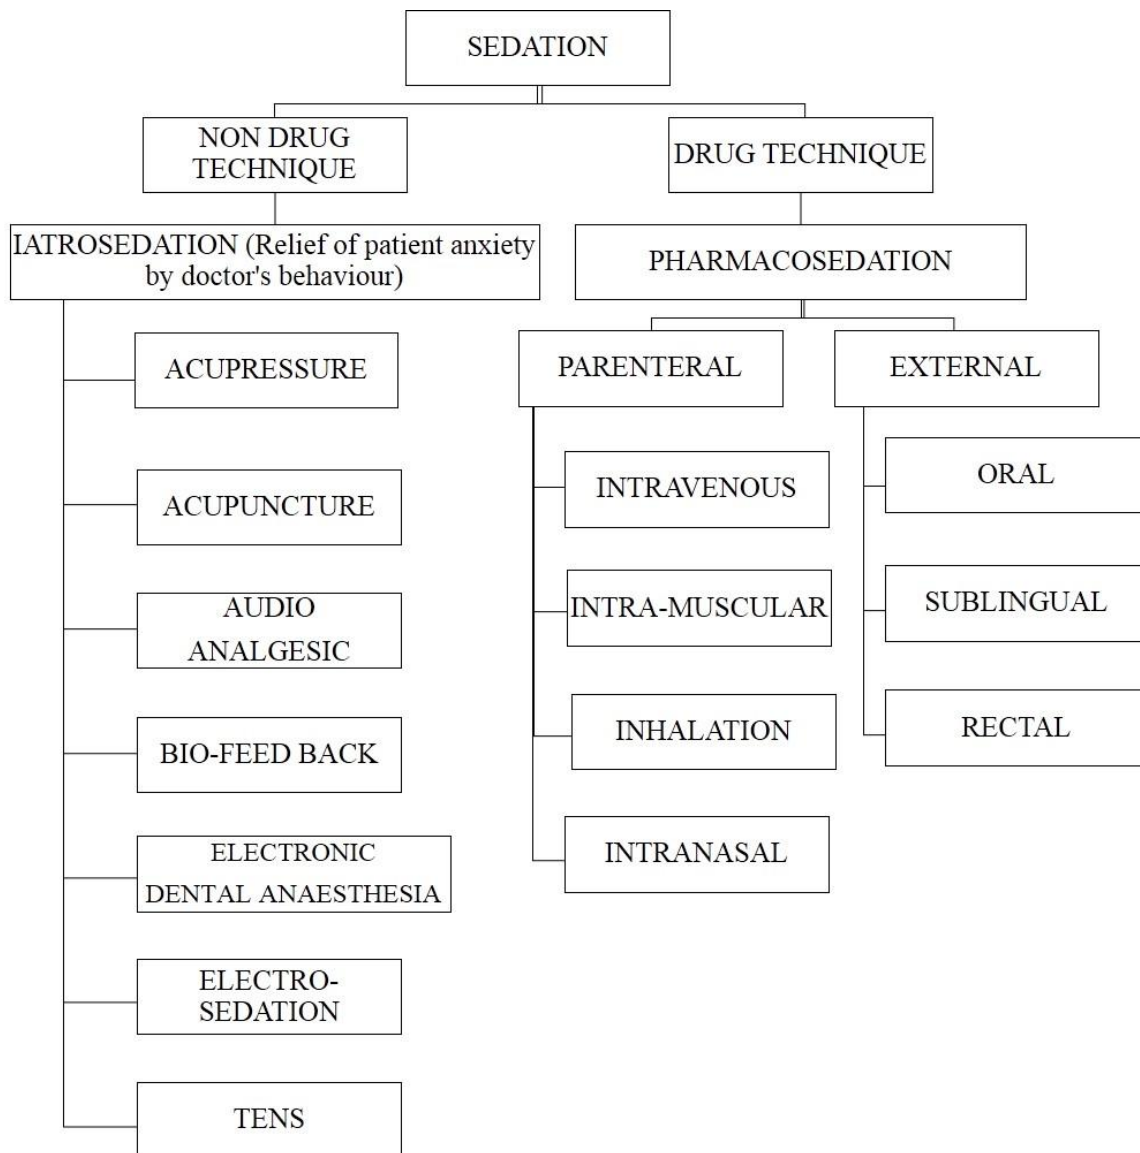 SEDATION
NON DRUG
TECHNIQUE
DRUG TECHNIQUE
IATROSEDATION (Relief of patient anxiety
by doctor's behaviour)
PHARMACOSEDATION
ACUPRESSURE
ACUPUNCTURE
AUDIO
ANALGESIC
BIO-FEED BACK
ELECTRONIC
DENTAL ANAESTHESIA
ELECTRO-
SEDATION
TENS
PARENTERAL
INTRAVENOUS
INTRA-MUSCULAR
INHALATION
INTRANASAL
EXTERNAL
ORAL
SUBLINGUAL
RECTAL